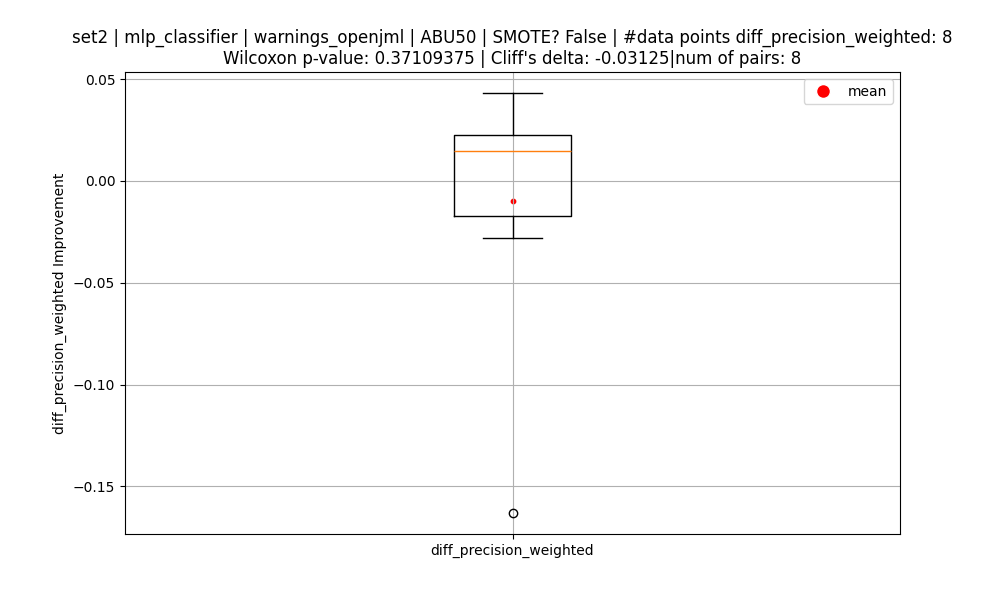 set2 | mlp_classifier | warnings_openjml | ABU50 | SMOTE? False | #data points diff_precision_weighted: 8
Wilcoxon p-value: 0.37109375 | Cliff's delta: -0.03125|num of pairs: 8
mean
0.05
0.00
−0.05
−0.10
−0.15
diff_precision_weighted Improvement
diff_precision_weighted